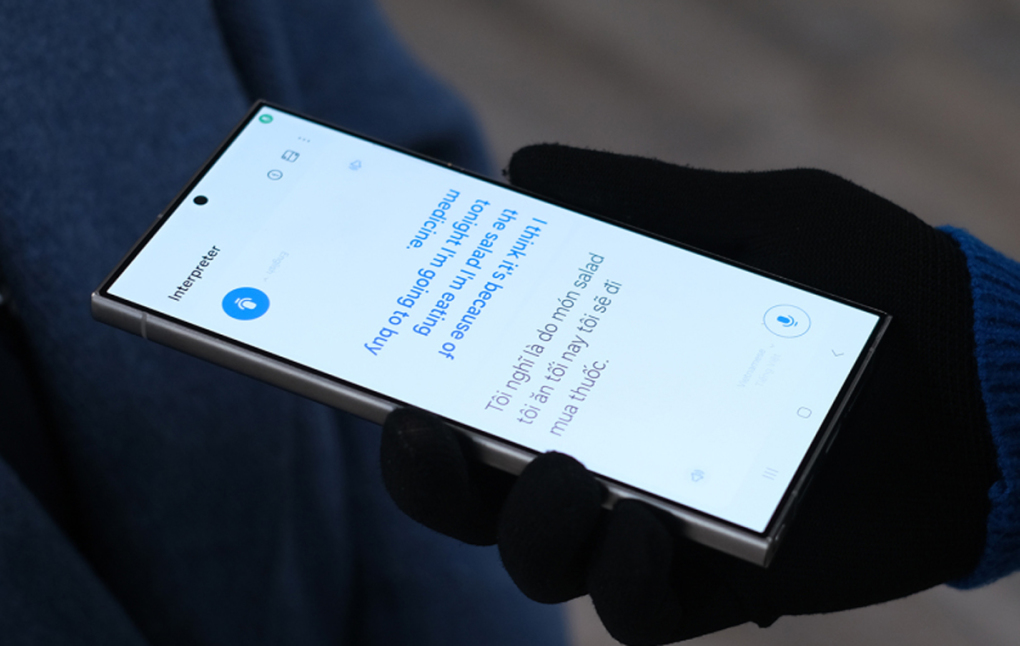 Interpreter
English
I think it's because of
the salad I'm eating
tonight I'm going to buy
medicine.
Tôi nghĩ là do món salad
tôi ăn tối nay tôi sẽ đi
mua thuốc.